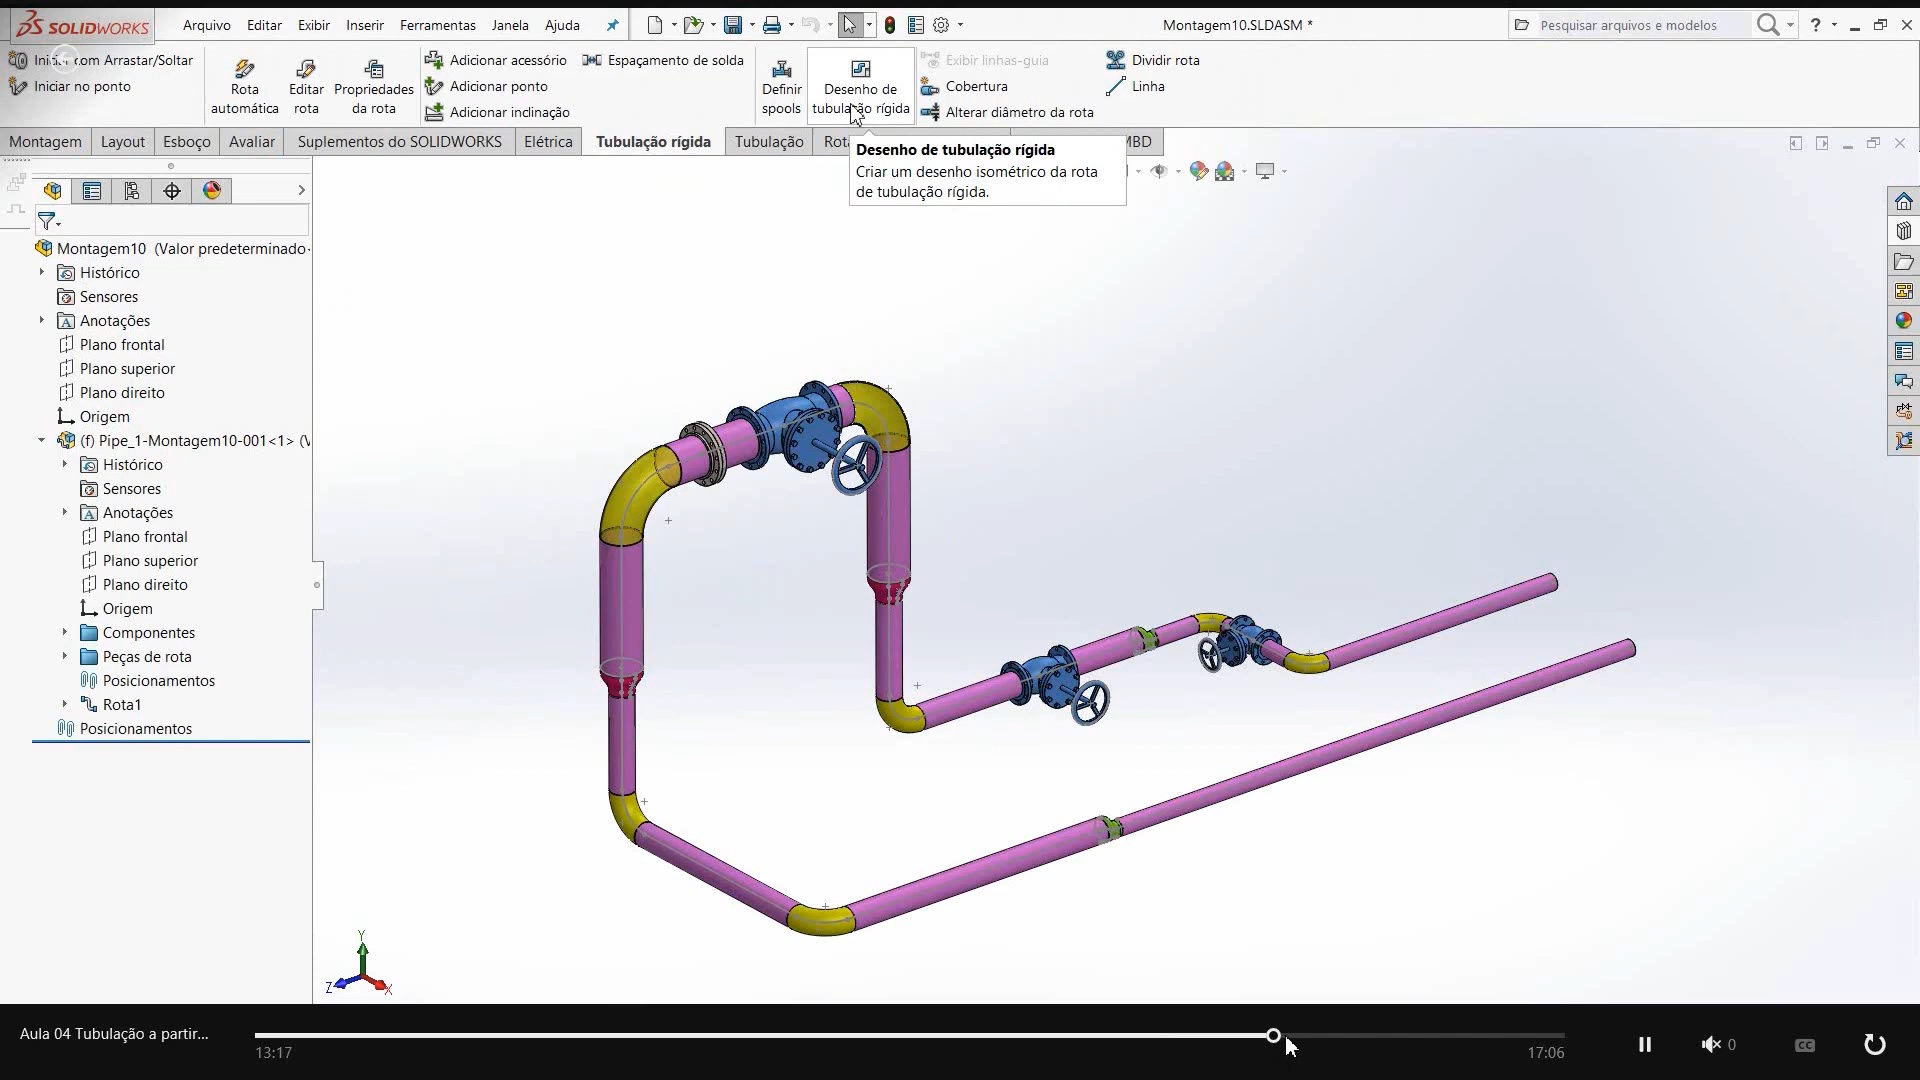 SOLIDWORKS
Arquivo Editar Exibir Inserir Ferramentas Janela Ajuda
Montagem10.SLDASM *
Pesquisar arquivos e modelos
?
Iniciar com Arrastar/Soltar
Iniciar no ponto
Rota
automática
Editar
rota
Propriedades
da rota
Adicionar acessório
Adicionar ponto
Adicionar inclinação
Espaçamento de solda
Definir
spools
Desenho de
tubulação rígida
Exibir linhas-guia
Cobertura
Alterar diâmetro da rota
Dividir rota
Linha
Montagem Layout Esboço Avaliar Suplementos do SOLIDWORKS Elétrica Tubulação rígida Tubulação
Desenho de tubulação rígida
Criar um desenho isométrico da rota
de tubulação rígida.
Montagem10 (Valor predeterminado
Histórico
Sensores
Anotações
Plano frontal
Plano superior
Plano direito
Origem
(f) Pipe_1-Montagem10-001<1> (V
Histórico
Sensores
Anotações
Plano frontal
Plano superior
Plano direito
Origem
Componentes
Peças de rota
Posicionamentos
Rota1
Posicionamentos
Y
Z
X
Aula 04 Tubulação a partir...
13:17
17:06
0
CC